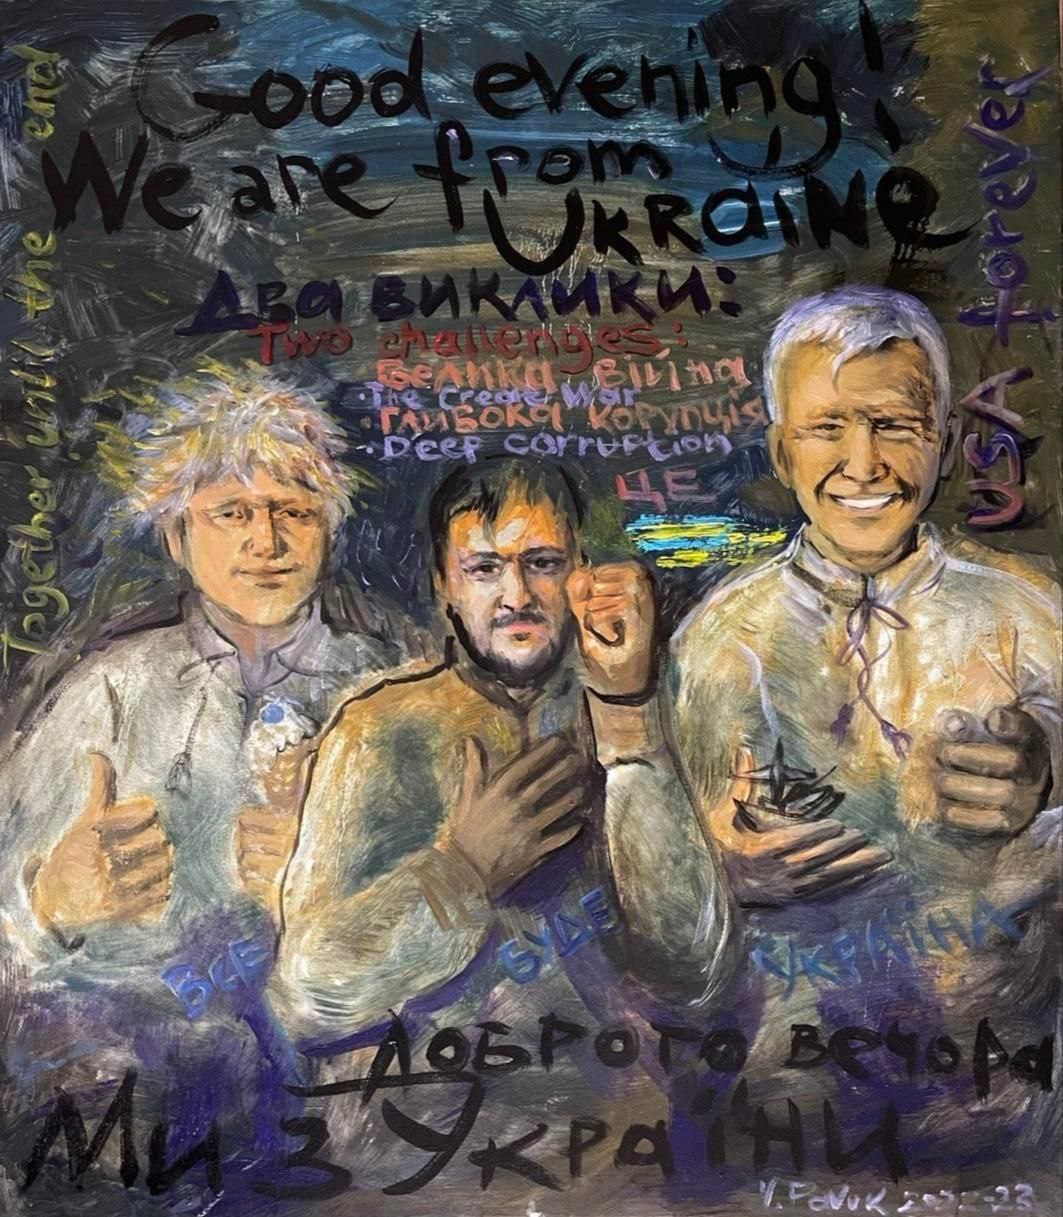 Good evening!
We are from
UKRaiNe
Два виклики:
Two challenges:
Велика війна
·The Great War
·Глибока корупція
·Deep corruption
ЦЕ
Together until the end
USA forever
ВСЕ БУДЕ УКРАЇНА
Доброго вечора
Ми з України
V. Povuk 2022-23